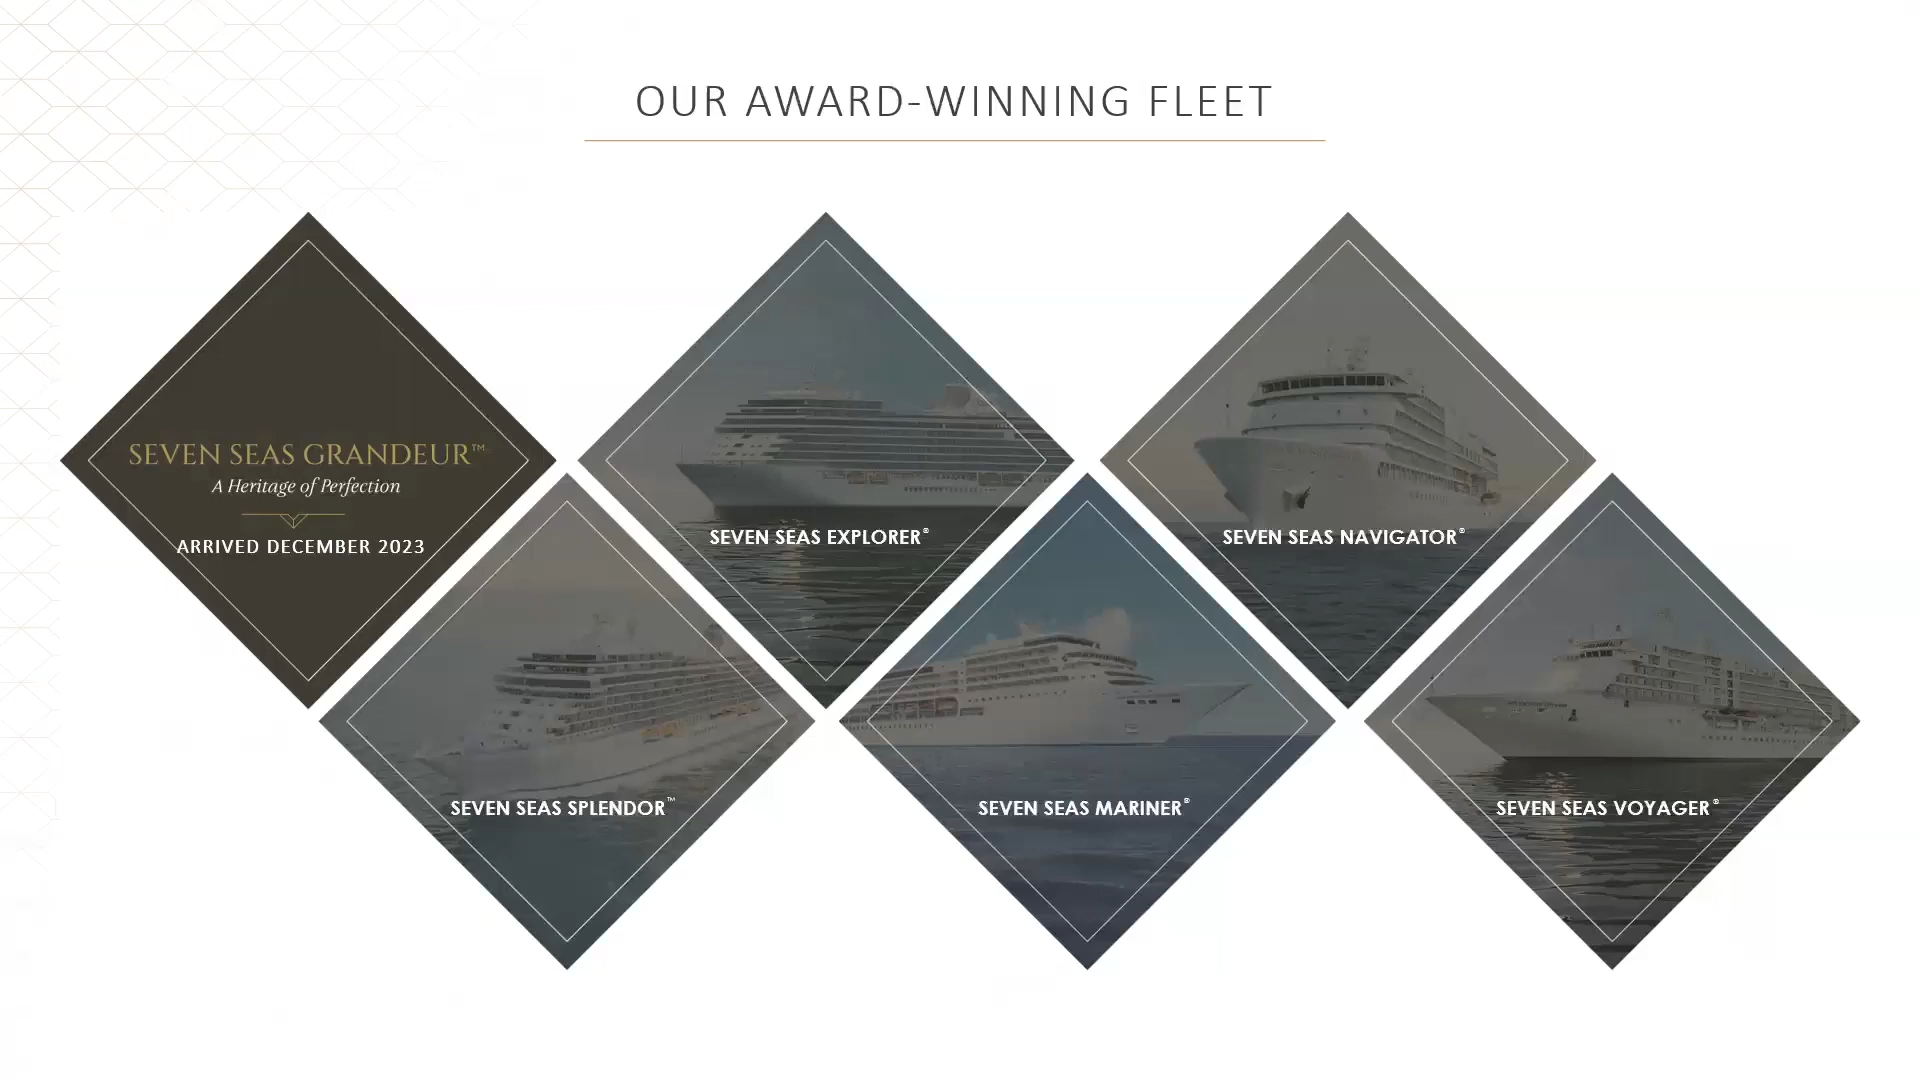 OUR AWARD-WINNING FLEET
SEVEN SEAS GRANDEUR™
A Heritage of Perfection
ARRIVED DECEMBER 2023
SEVEN SEAS EXPLORER®
SEVEN SEAS NAVIGATOR®
SEVEN SEAS SPLENDOR™
SEVEN SEAS MARINER®
SEVEN SEAS VOYAGER®